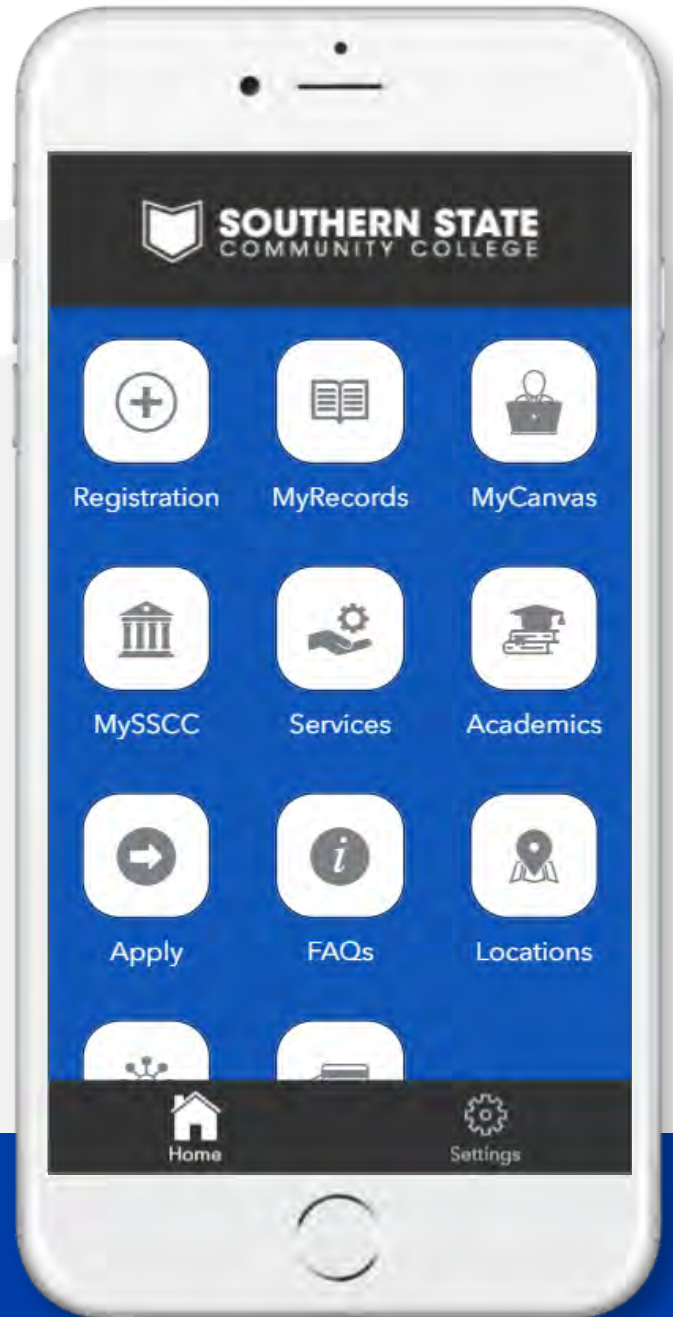 SOUTHERN STATE
COMMUNITY COLLEGE
Registration MyRecords MyCanvas
MySSCC Services Academics
Apply FAQs Locations
Home Settings